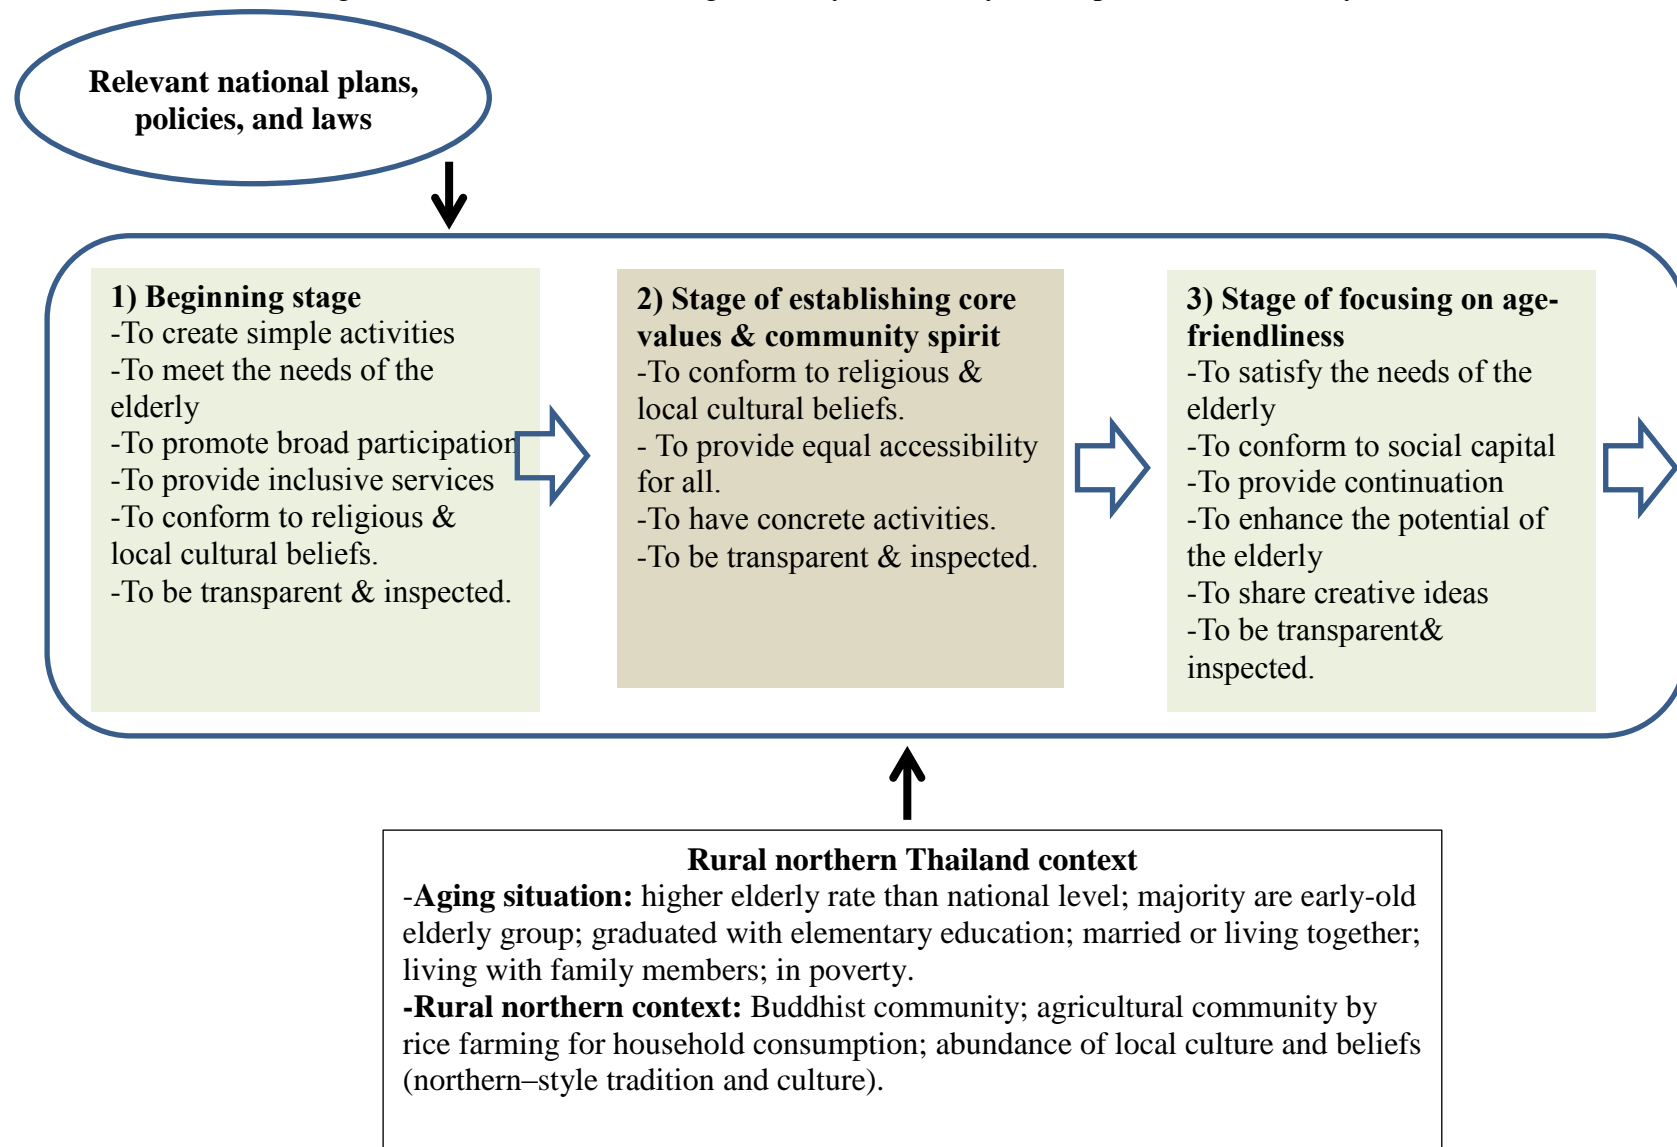 Relevant national plans,
policies, and laws
1) Beginning stage
-To create simple activities
-To meet the needs of the
elderly
-To promote broad participation
-To provide inclusive services
-To conform to religious &
local cultural beliefs.
-To be transparent & inspected.
2) Stage of establishing core
values & community spirit
-To conform to religious &
local cultural beliefs.
- To provide equal accessibility
for all.
-To have concrete activities.
-To be transparent & inspected.
3) Stage of focusing on age-
friendliness
-To satisfy the needs of the
elderly
-To conform to social capital
-To provide continuation
-To enhance the potential of
the elderly
-To share creative ideas
-To be transparent&
inspected.
Rural northern Thailand context
-Aging situation: higher elderly rate than national level; majority are early-old
elderly group; graduated with elementary education; married or living together;
living with family members; in poverty.
-Rural northern context: Buddhist community; agricultural community by
rice farming for household consumption; abundance of local culture and beliefs
(northern–style tradition and culture).